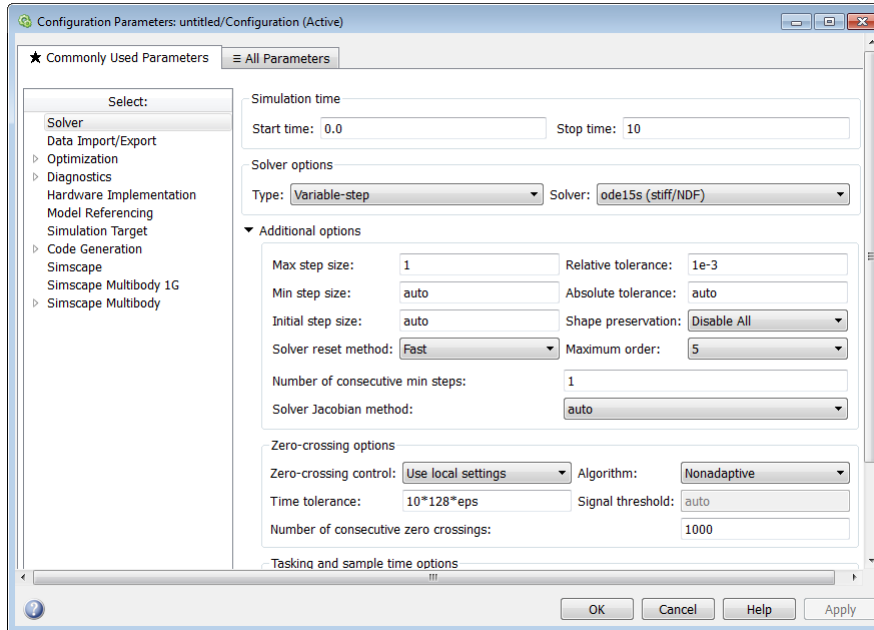 Configuration Parameters: untitled/Configuration (Active)
★ Commonly Used Parameters ≡ All Parameters
Select:
Solver
Data Import/Export
Optimization
Diagnostics
Hardware Implementation
Model Referencing
Simulation Target
Code Generation
Simscape
Simscape Multibody 1G
Simscape Multibody
Simulation time
Start time: 0.0 Stop time: 10
Solver options
Type: Variable-step Solver: ode15s (stiff/NDF)
Additional options
Max step size: 1 Relative tolerance: 1e-3
Min step size: auto Absolute tolerance: auto
Initial step size: auto Shape preservation: Disable All
Solver reset method: Fast Maximum order: 5
Number of consecutive min steps: 1
Solver Jacobian method: auto
Zero-crossing options
Zero-crossing control: Use local settings Algorithm: Nonadaptive
Time tolerance: 10*128*eps Signal threshold: auto
Number of consecutive zero crossings: 1000
Tasking and sample time options
OK Cancel Help Apply